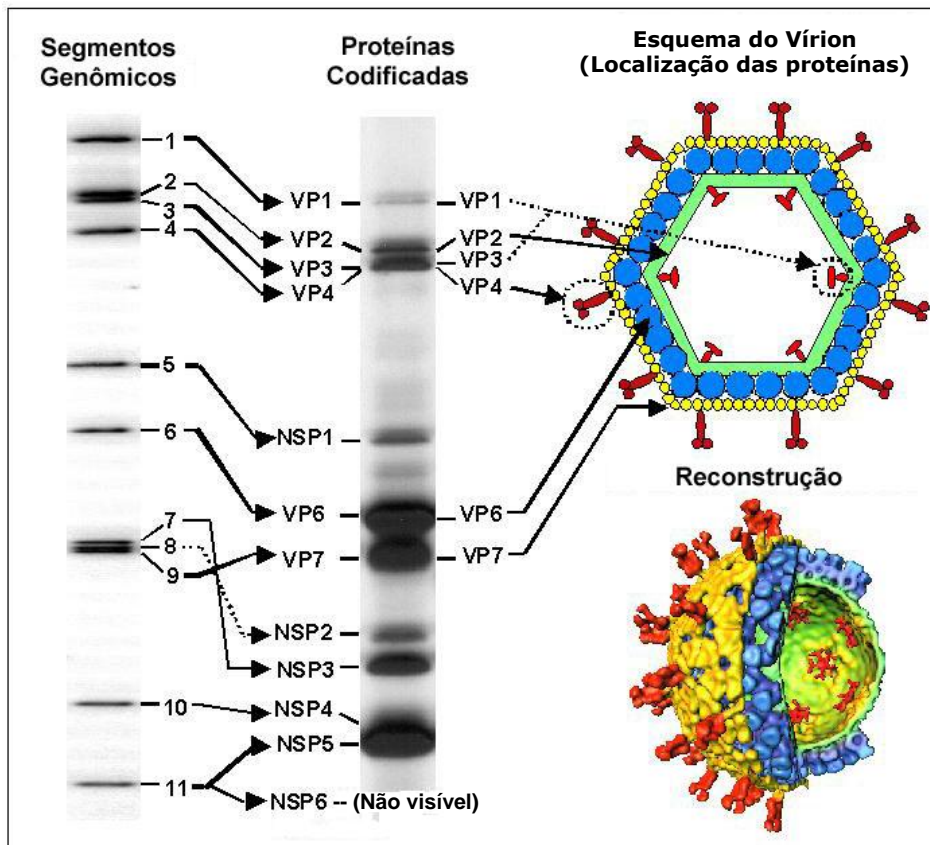 Segmentos
Genômicos
Proteínas
Codificadas
Esquema do Vírion
(Localização das proteínas)
1
2
3
4
5
6
7
8
9
10
11
VP1
VP2
VP3
VP4
NSP1
VP6
VP7
NSP2
NSP3
NSP4
NSP5
NSP6 -- (Não visível)
VP1
VP2
VP3
VP4
VP6
VP7
Reconstrução